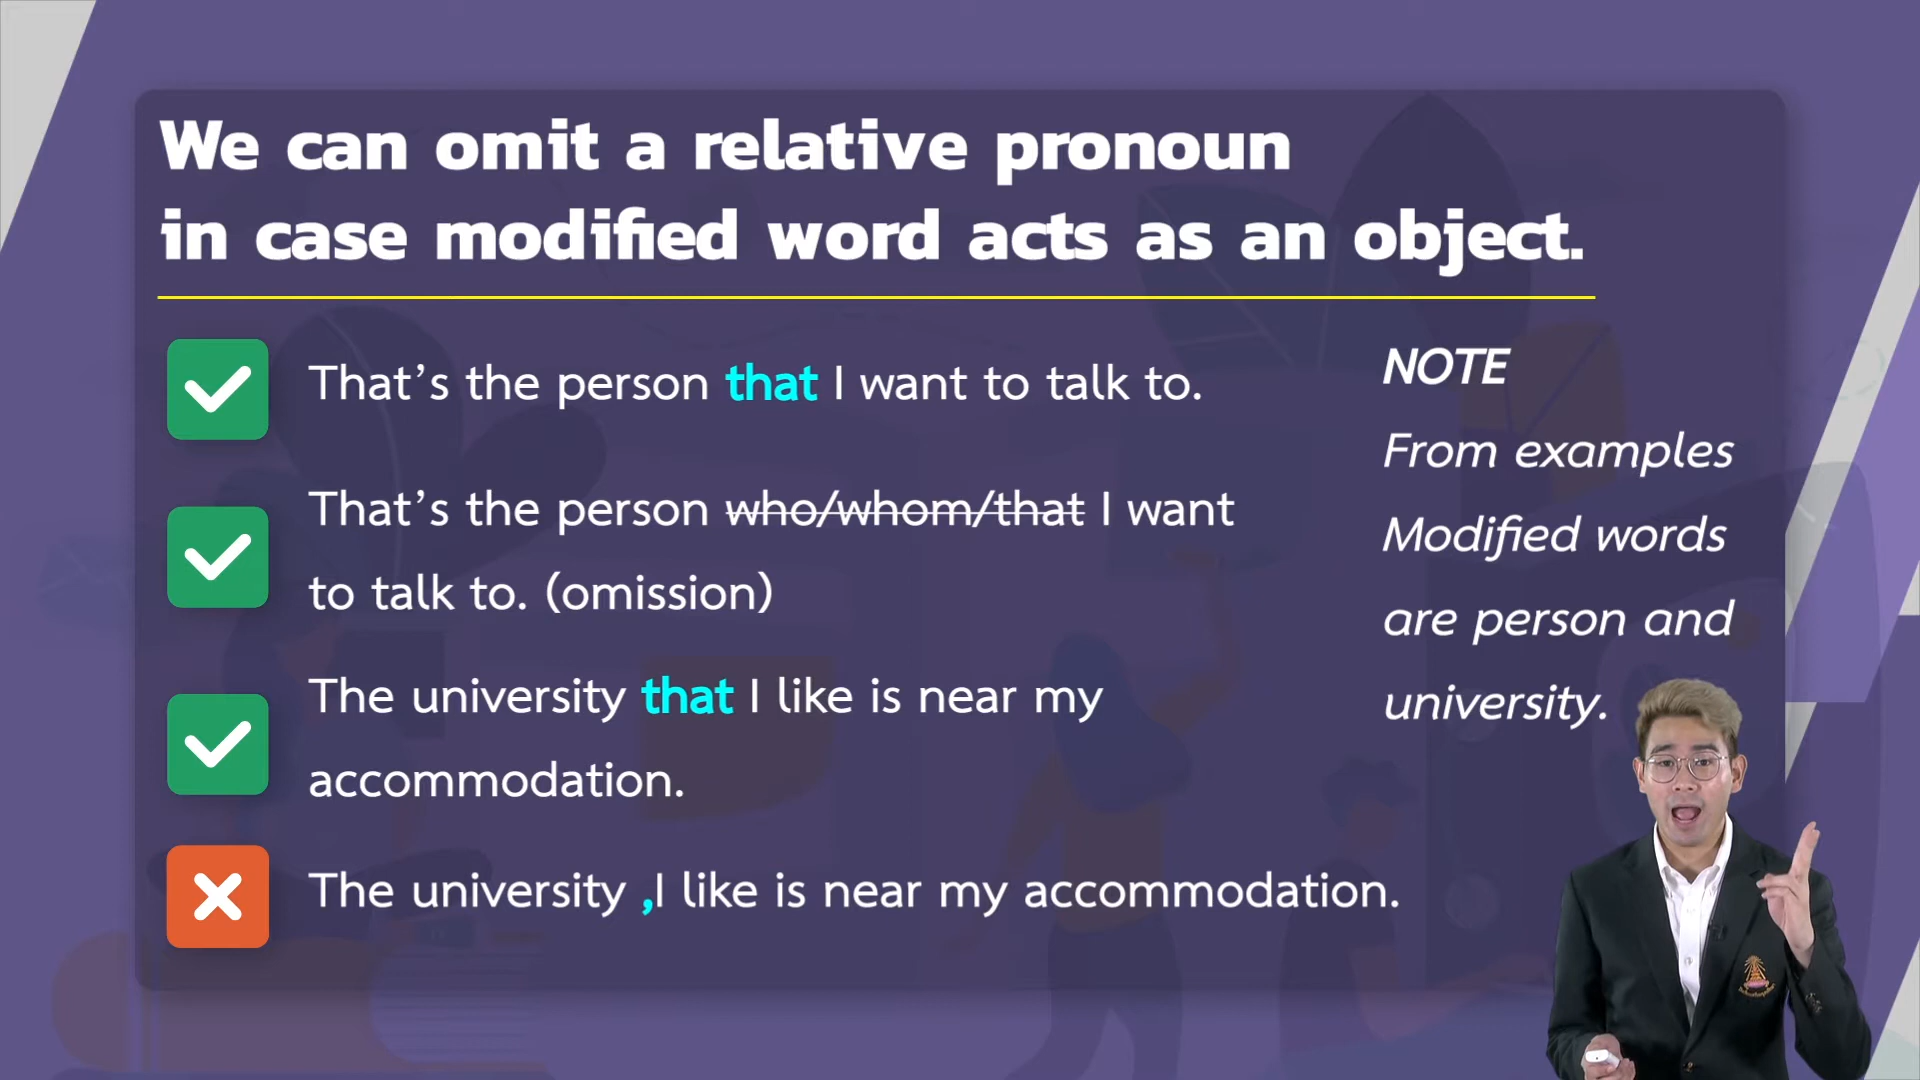 We can omit a relative pronoun
in case modified word acts as an object.
That's the person that I want to talk to.
That's the person who/whom/that I want
to talk to. (omission)
The university that I like is near my
accommodation.
The university ,I like is near my accommodation.
NOTE
From examples
Modified words
are person and
university.